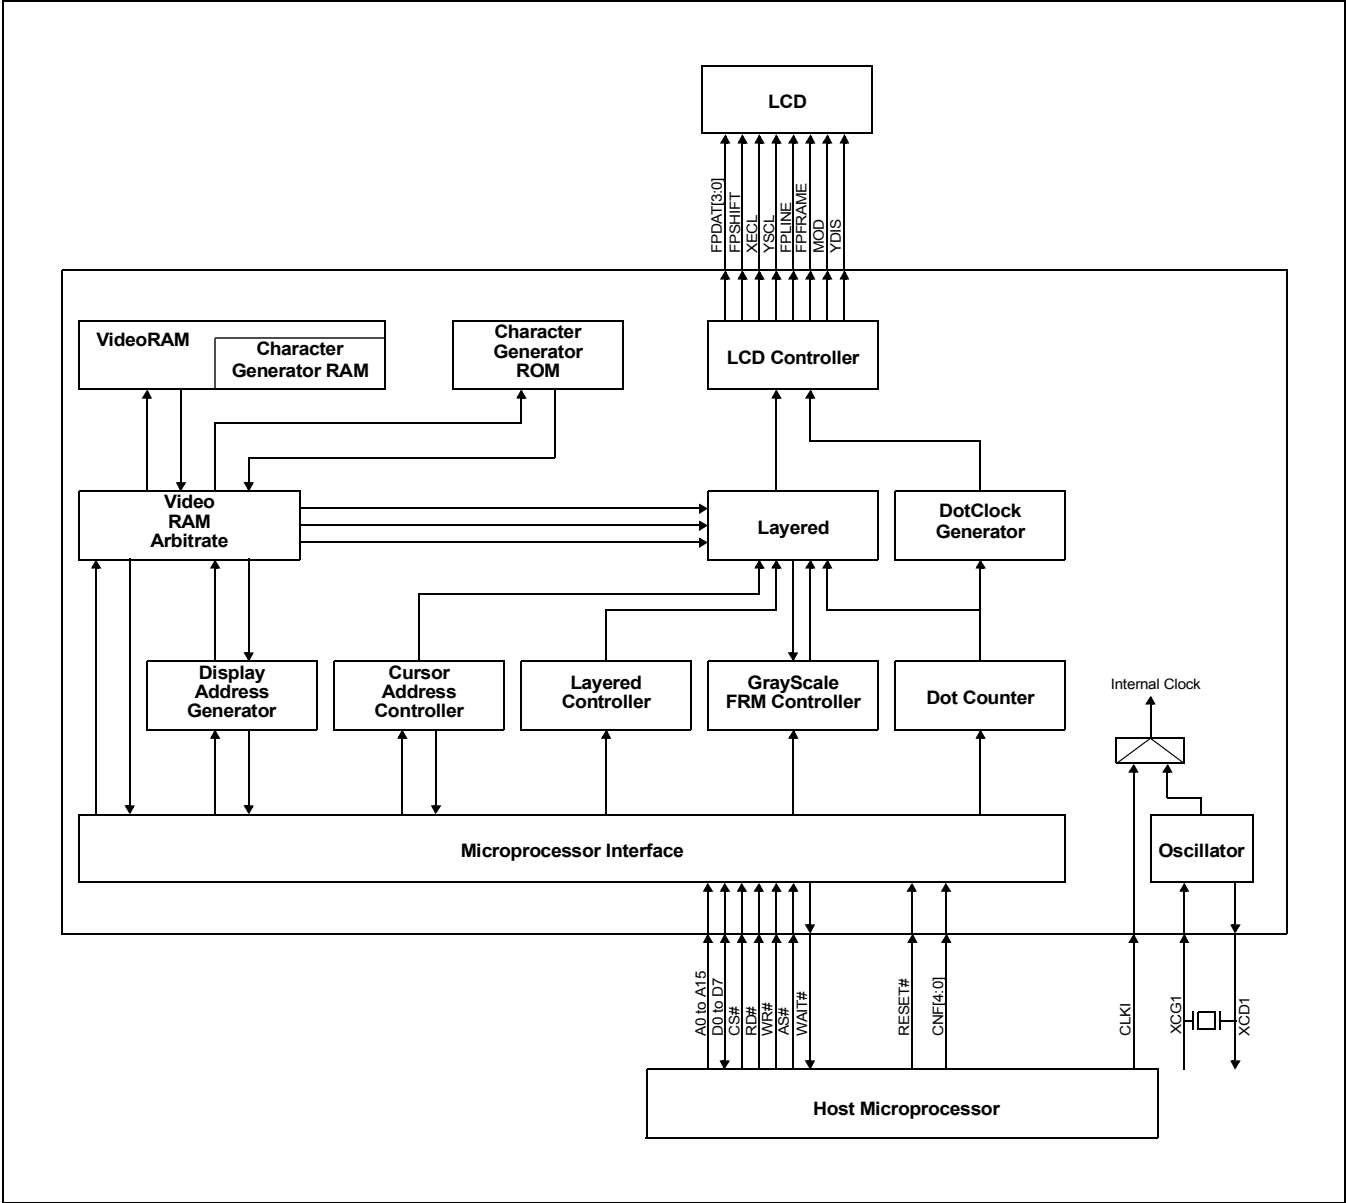 LCD
FPDAT[3:0]
FPSHIFT
XECL
YSCL
FPLINE
FPFRAME
MOD
YDIS
VideoRAM
Character
Generator RAM
Character
Generator
ROM
LCD Controller
Video
RAM
Arbitrate
Layered
DotClock
Generator
Display
Address
Generator
Cursor
Address
Controller
Layered
Controller
GrayScale
FRM Controller
Dot Counter
Internal Clock
Microprocessor Interface
Oscillator
A0 to A15
D0 to D7
CS#
RD#
WR#
AS#
WAIT#
RESET#
CNF[4:0]
CLKI
XCG1
XCD1
Host Microprocessor